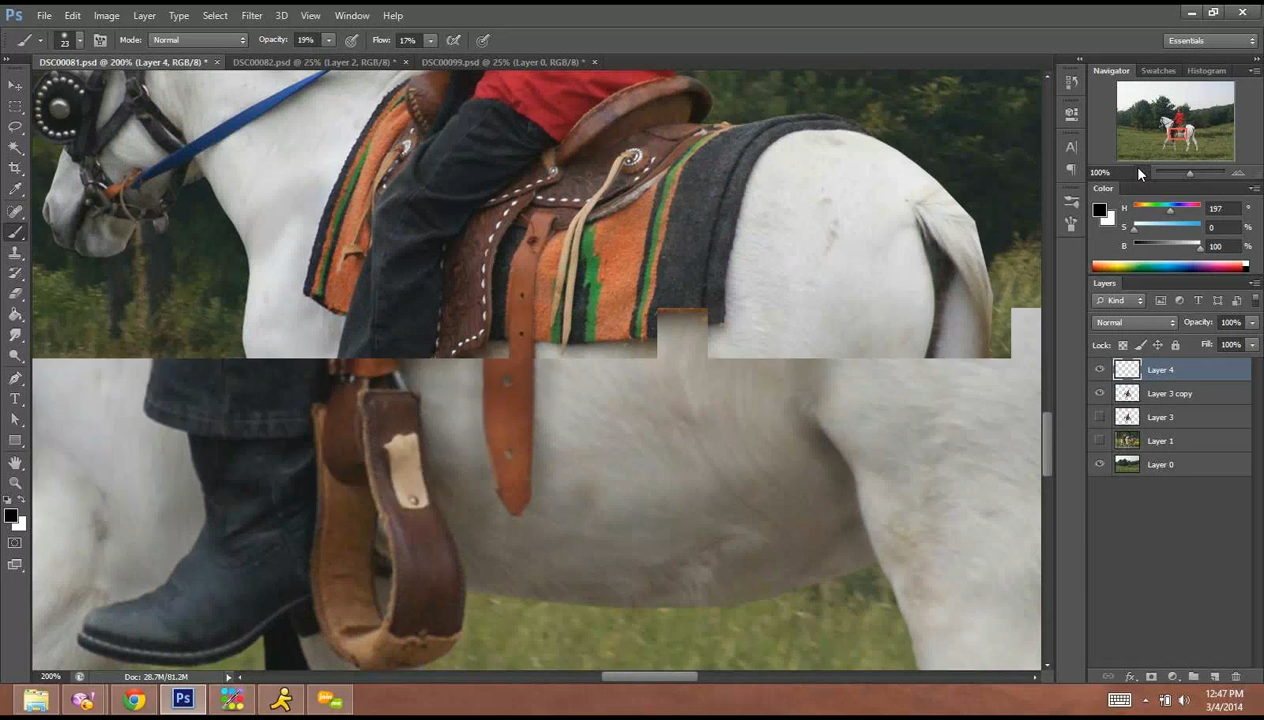 Ps File Edit Image Layer Type Select Filter 3D View Window Help
23 Mode: Normal Opacity: 19% Flow: 17% Essentials
DSC00081.psd @ 200% (Layer 4, RGB/8) * × DSC00082.psd @ 25% (Layer 2, RGB/8) * × DSC00099.psd @ 25% (Layer 0, RGB/8) * ×
Navigator Swatches Histogram
100%
Color
H 197 °
S 0 %
B 100 %
Layers
Kind
Normal Opacity: 100%
Lock: Fill: 100%
Layer 4
Layer 3 copy
Layer 3
Layer 1
Layer 0
200% Doc: 28.7M/81.2M
Ps
12:47 PM
3/4/2014